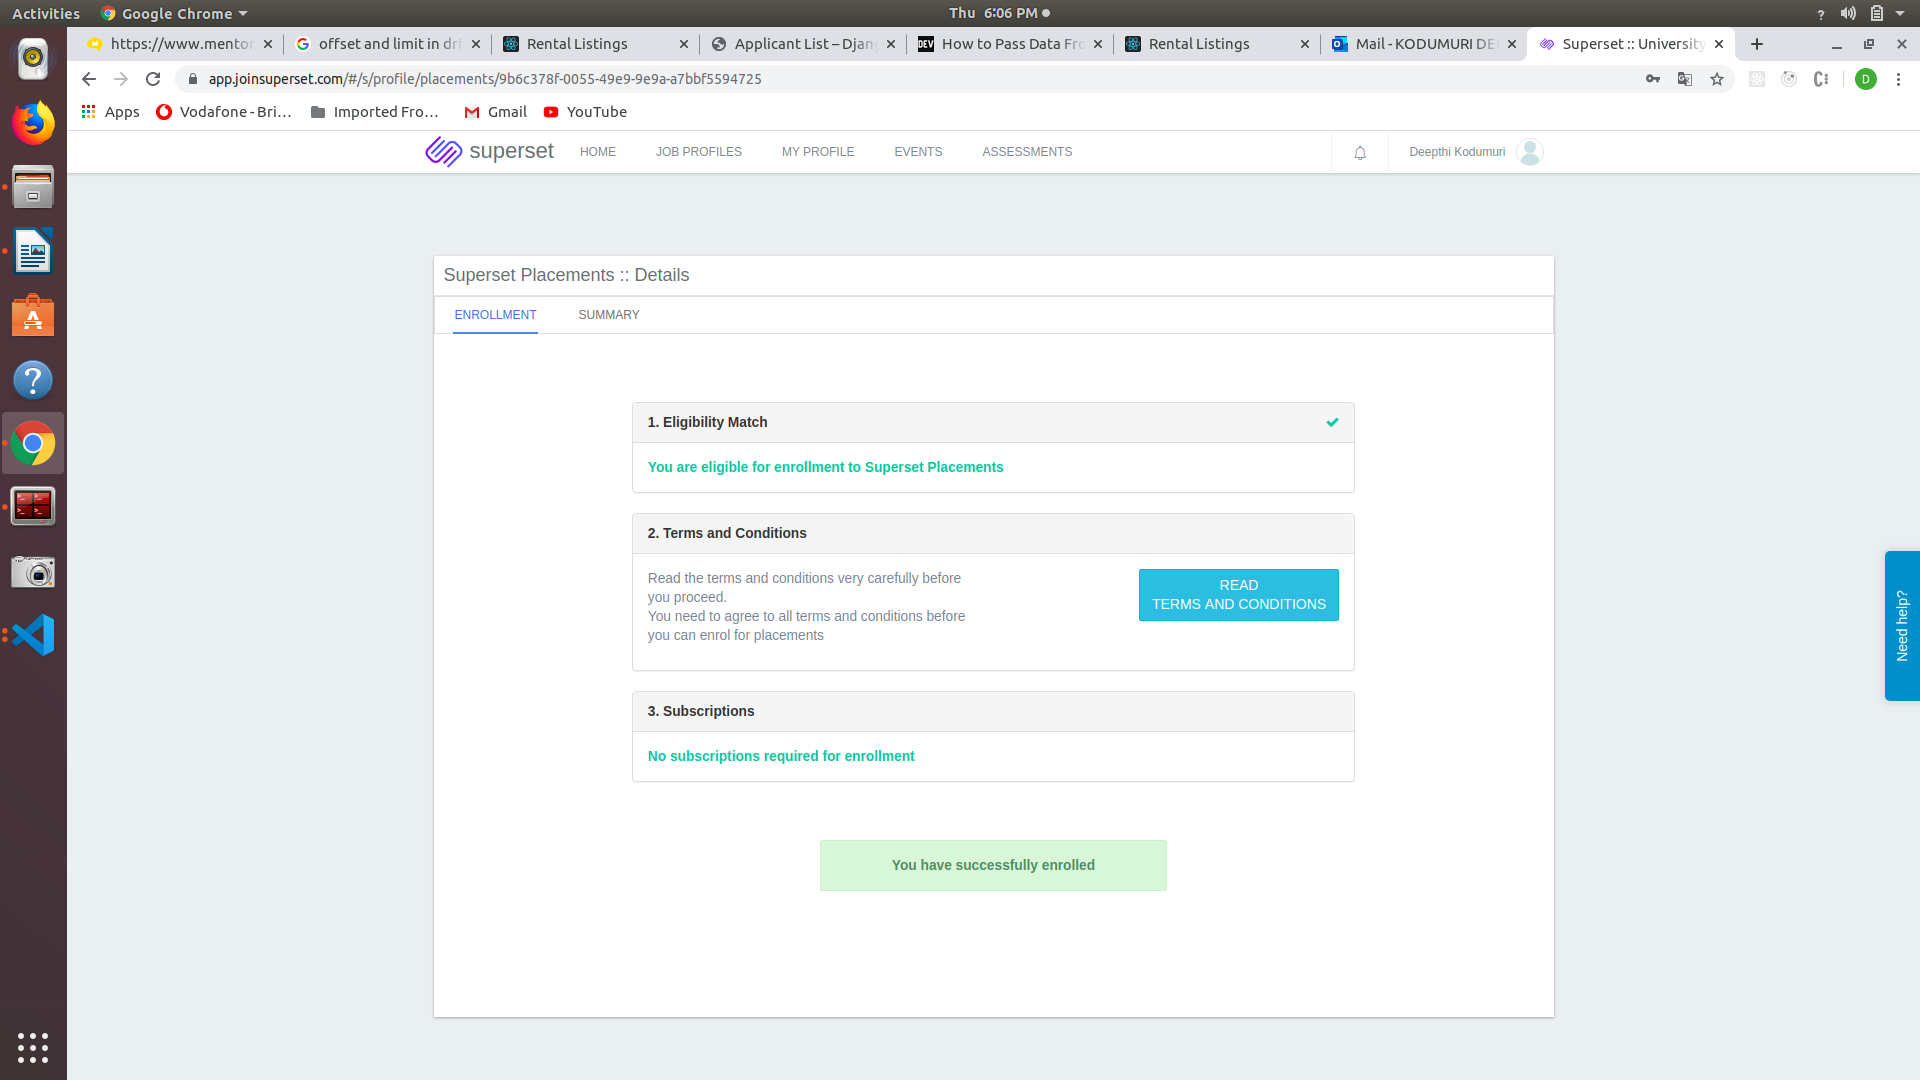 Activities
Google Chrome
Thu 6:06 PM
https://www.mentor
offset and limit in drf
Rental Listings
Applicant List – Djan
DEV
How to Pass Data Fro
Rental Listings
Mail - KODUMURI DE
Superset :: University
app.joinsuperset.com/#/s/profile/placements/9b6c378f-0055-49e9-9e9a-a7bbf5594725
D
Apps
Vodafone - Bri...
Imported Fro...
Gmail
YouTube
superset
HOME
JOB PROFILES
MY PROFILE
EVENTS
ASSESSMENTS
Deepthi Kodumuri
Superset Placements :: Details
ENROLLMENT
SUMMARY
1. Eligibility Match
You are eligible for enrollment to Superset Placements
2. Terms and Conditions
Read the terms and conditions very carefully before
you proceed.
You need to agree to all terms and conditions before
you can enrol for placements
READ
TERMS AND CONDITIONS
3. Subscriptions
No subscriptions required for enrollment
You have successfully enrolled
Need help?